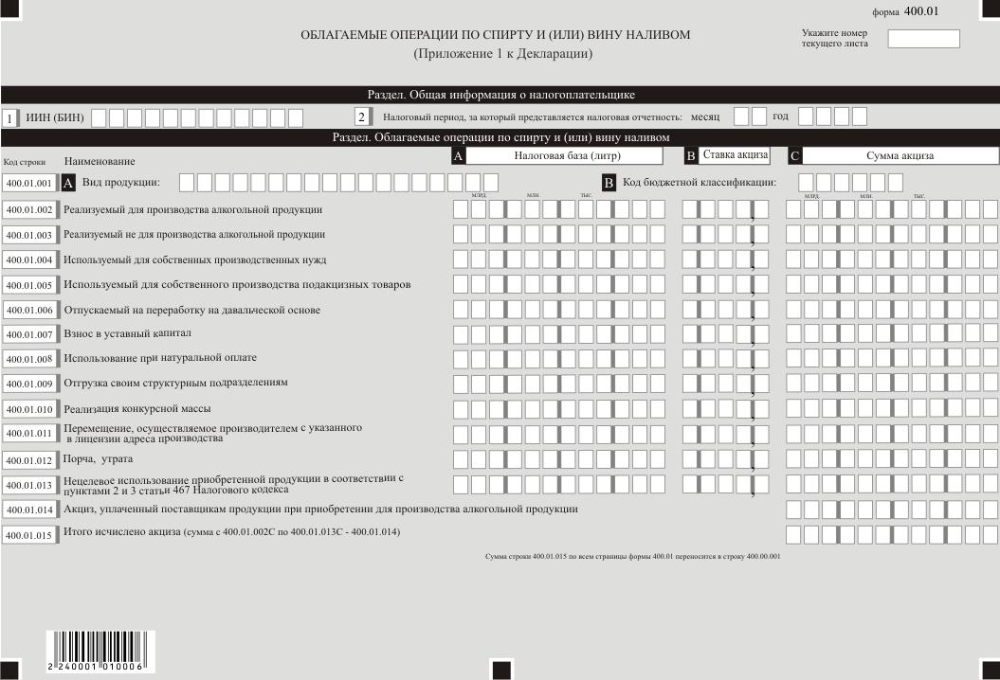 форма 400.01
ОБЛАГАЕМЫЕ ОПЕРАЦИИ ПО СПИРТУ И (ИЛИ) ВИНУ НАЛИВОМ
(Приложение 1 к Декларации)
Укажите номер
текущего листа
Раздел. Общая информация о налогоплательщике
1 ИИН (БИН) 2 Налоговый период, за который представляется налоговая отчетность: месяц год
Раздел. Облагаемые операции по спирту и (или) вину наливом
Код строки Наименование A Налоговая база (литр) B Ставка акциза C Сумма акциза
400.01.001 A Вид продукции: B Код бюджетной классификации:
МЛРД. МЛН. ТЫС. МЛРД. МЛН. ТЫС.
400.01.002 Реализуемый для производства алкогольной продукции ,
400.01.003 Реализуемый не для производства алкогольной продукции ,
400.01.004 Используемый для собственных производственных нужд ,
400.01.005 Используемый для собственного производства подакцизных товаров ,
400.01.006 Отпускаемый на переработку на давальческой основе ,
400.01.007 Взнос в уставный капитал ,
400.01.008 Использование при натуральной оплате ,
400.01.009 Отгрузка своим структурным подразделениям ,
400.01.010 Реализация конкурсной массы ,
400.01.011 Перемещение, осуществляемое производителем с указанного
в лицензии адреса производства ,
400.01.012 Порча, утрата ,
400.01.013 Нецелевое использование приобретенной продукции в соответствии с
пунктами 2 и 3 статьи 467 Налогового кодекса ,
400.01.014 Акциз, уплаченный поставщикам продукции при приобретении для производства алкогольной продукции
400.01.015 Итого исчислено акциза (сумма с 400.01.002C по 400.01.013C - 400.01.014)
Сумма строки 400.01.015 по всем страницы формы 400.01 переносится в строку 400.00.001
2 240001 010006